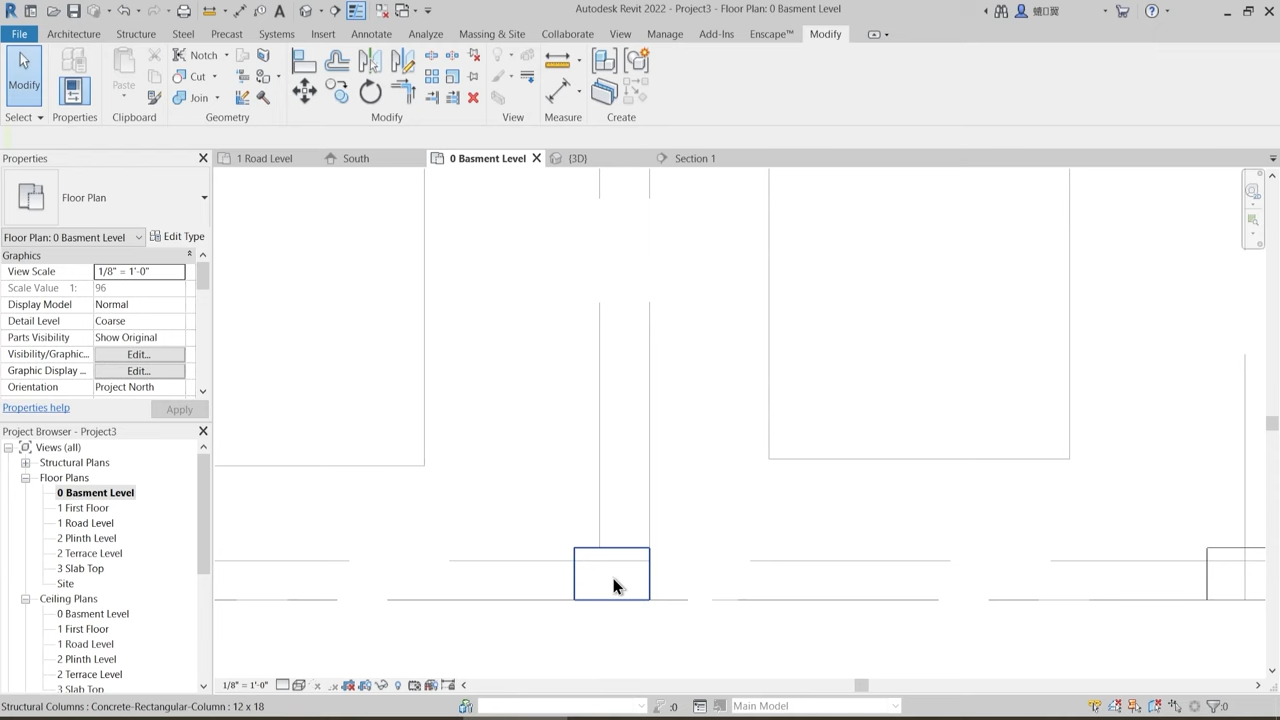 Autodesk Revit 2022 - Project3 - Floor Plan: 0 Basment Level
File Architecture Structure Steel Precast Systems Insert Annotate Analyze Massing & Site Collaborate View Manage Add-Ins Enscape™ Modify
Modify
Paste
Notch
Cut
Join
Select Properties Clipboard Geometry Modify View Measure Create
Properties
1 Road Level South 0 Basment Level {3D} Section 1
Floor Plan
Floor Plan: 0 Basment Level Edit Type
Graphics
View Scale 1/8" = 1'-0"
Scale Value 1: 96
Display Model Normal
Detail Level Coarse
Parts Visibility Show Original
Visibility/Graphic... Edit...
Graphic Display ... Edit...
Orientation Project North
Properties help Apply
Project Browser - Project3
Views (all)
Structural Plans
Floor Plans
0 Basment Level
1 First Floor
1 Road Level
2 Plinth Level
2 Terrace Level
3 Slab Top
Site
Ceiling Plans
0 Basment Level
1 First Floor
1 Road Level
2 Plinth Level
2 Terrace Level
3 Slab Top
1/8" = 1'-0"
Structural Columns : Concrete-Rectangular-Column : 12 x 18 :0 Main Model :0